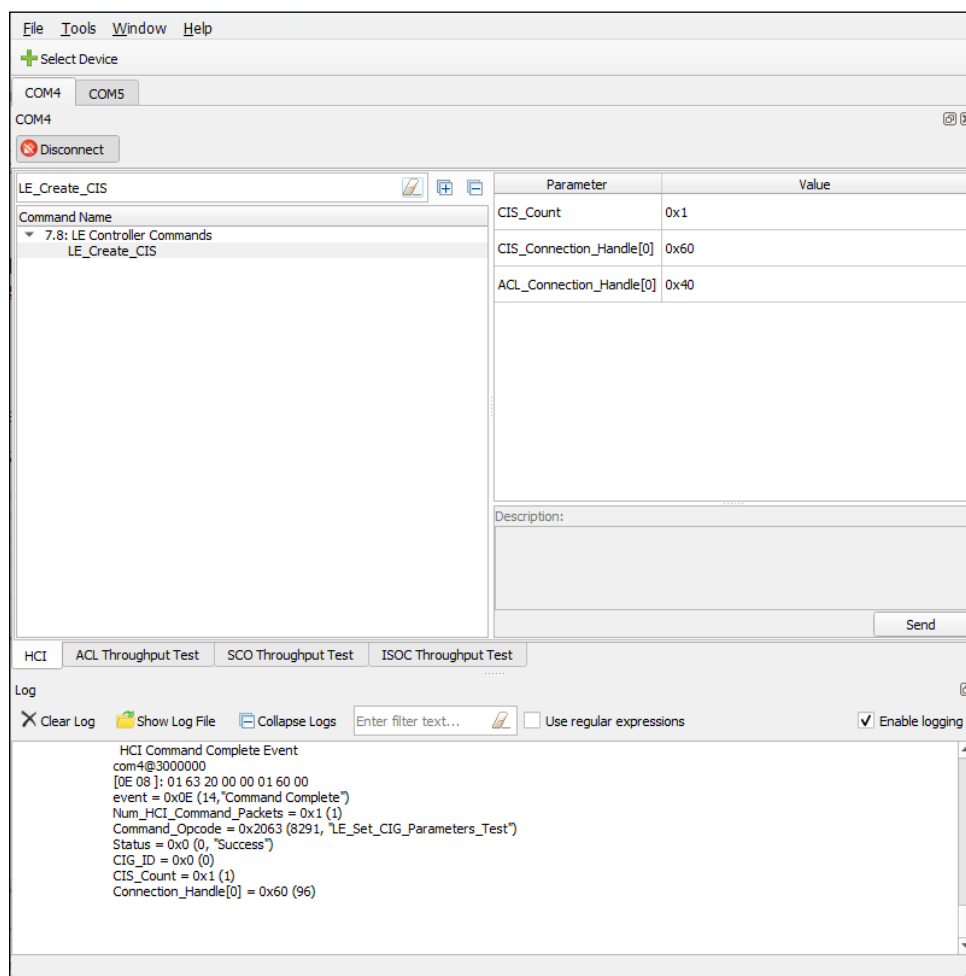 File Tools Window Help
Select Device
COM4 COM5
COM4
Disconnect
LE_Create_CIS
Command Name
7.8: LE Controller Commands
LE_Create_CIS
Parameter Value
CIS_Count 0x1
CIS_Connection_Handle[0] 0x60
ACL_Connection_Handle[0] 0x40
Description:
Send
HCI ACL Throughput Test SCO Throughput Test ISOC Throughput Test
Log
Clear Log Show Log File Collapse Logs Enter filter text... Use regular expressions Enable logging
HCI Command Complete Event
com4@3000000
[0E 08 ]: 01 63 20 00 00 01 60 00
event = 0x0E (14,"Command Complete")
Num_HCI_Command_Packets = 0x1 (1)
Command_Opcode = 0x2063 (8291, "LE_Set_CIG_Parameters_Test")
Status = 0x0 (0, "Success")
CIG_ID = 0x0 (0)
CIS_Count = 0x1 (1)
Connection_Handle[0] = 0x60 (96)